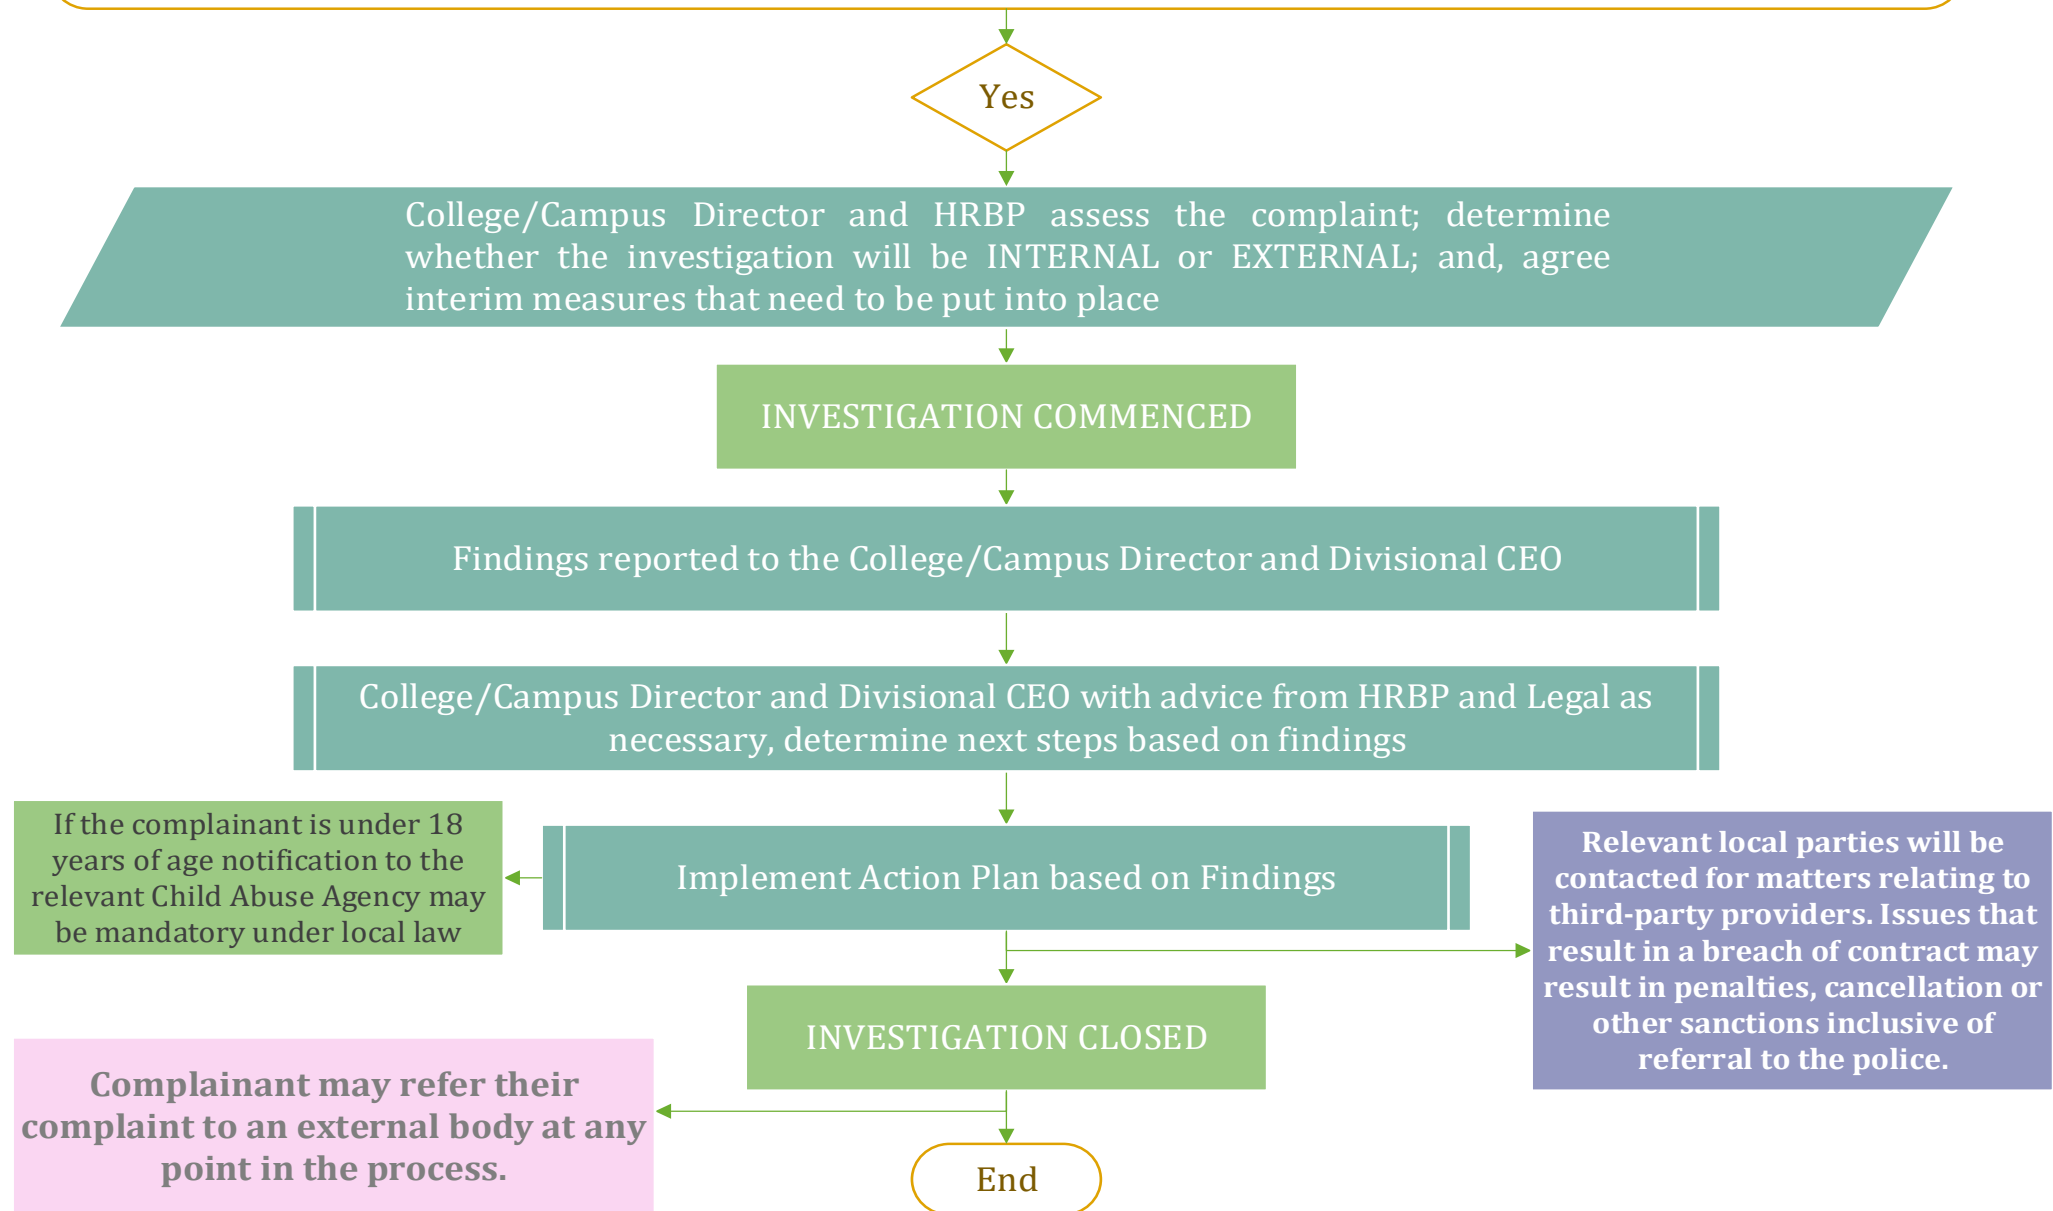 Yes
College/Campus Director and HRBP assess the complaint; determine
whether the investigation will be INTERNAL or EXTERNAL; and, agree
interim measures that need to be put into place
INVESTIGATION COMMENCED
Findings reported to the College/Campus Director and Divisional CEO
College/Campus Director and Divisional CEO with advice from HRBP and Legal as
necessary, determine next steps based on findings
If the complainant is under 18
years of age notification to the
relevant Child Abuse Agency may
be mandatory under local law
Implement Action Plan based on Findings
Relevant local parties will be
contacted for matters relating to
third-party providers. Issues that
result in a breach of contract may
result in penalties, cancellation or
other sanctions inclusive of
referral to the police.
INVESTIGATION CLOSED
Complainant may refer their
complaint to an external body at any
point in the process.
End